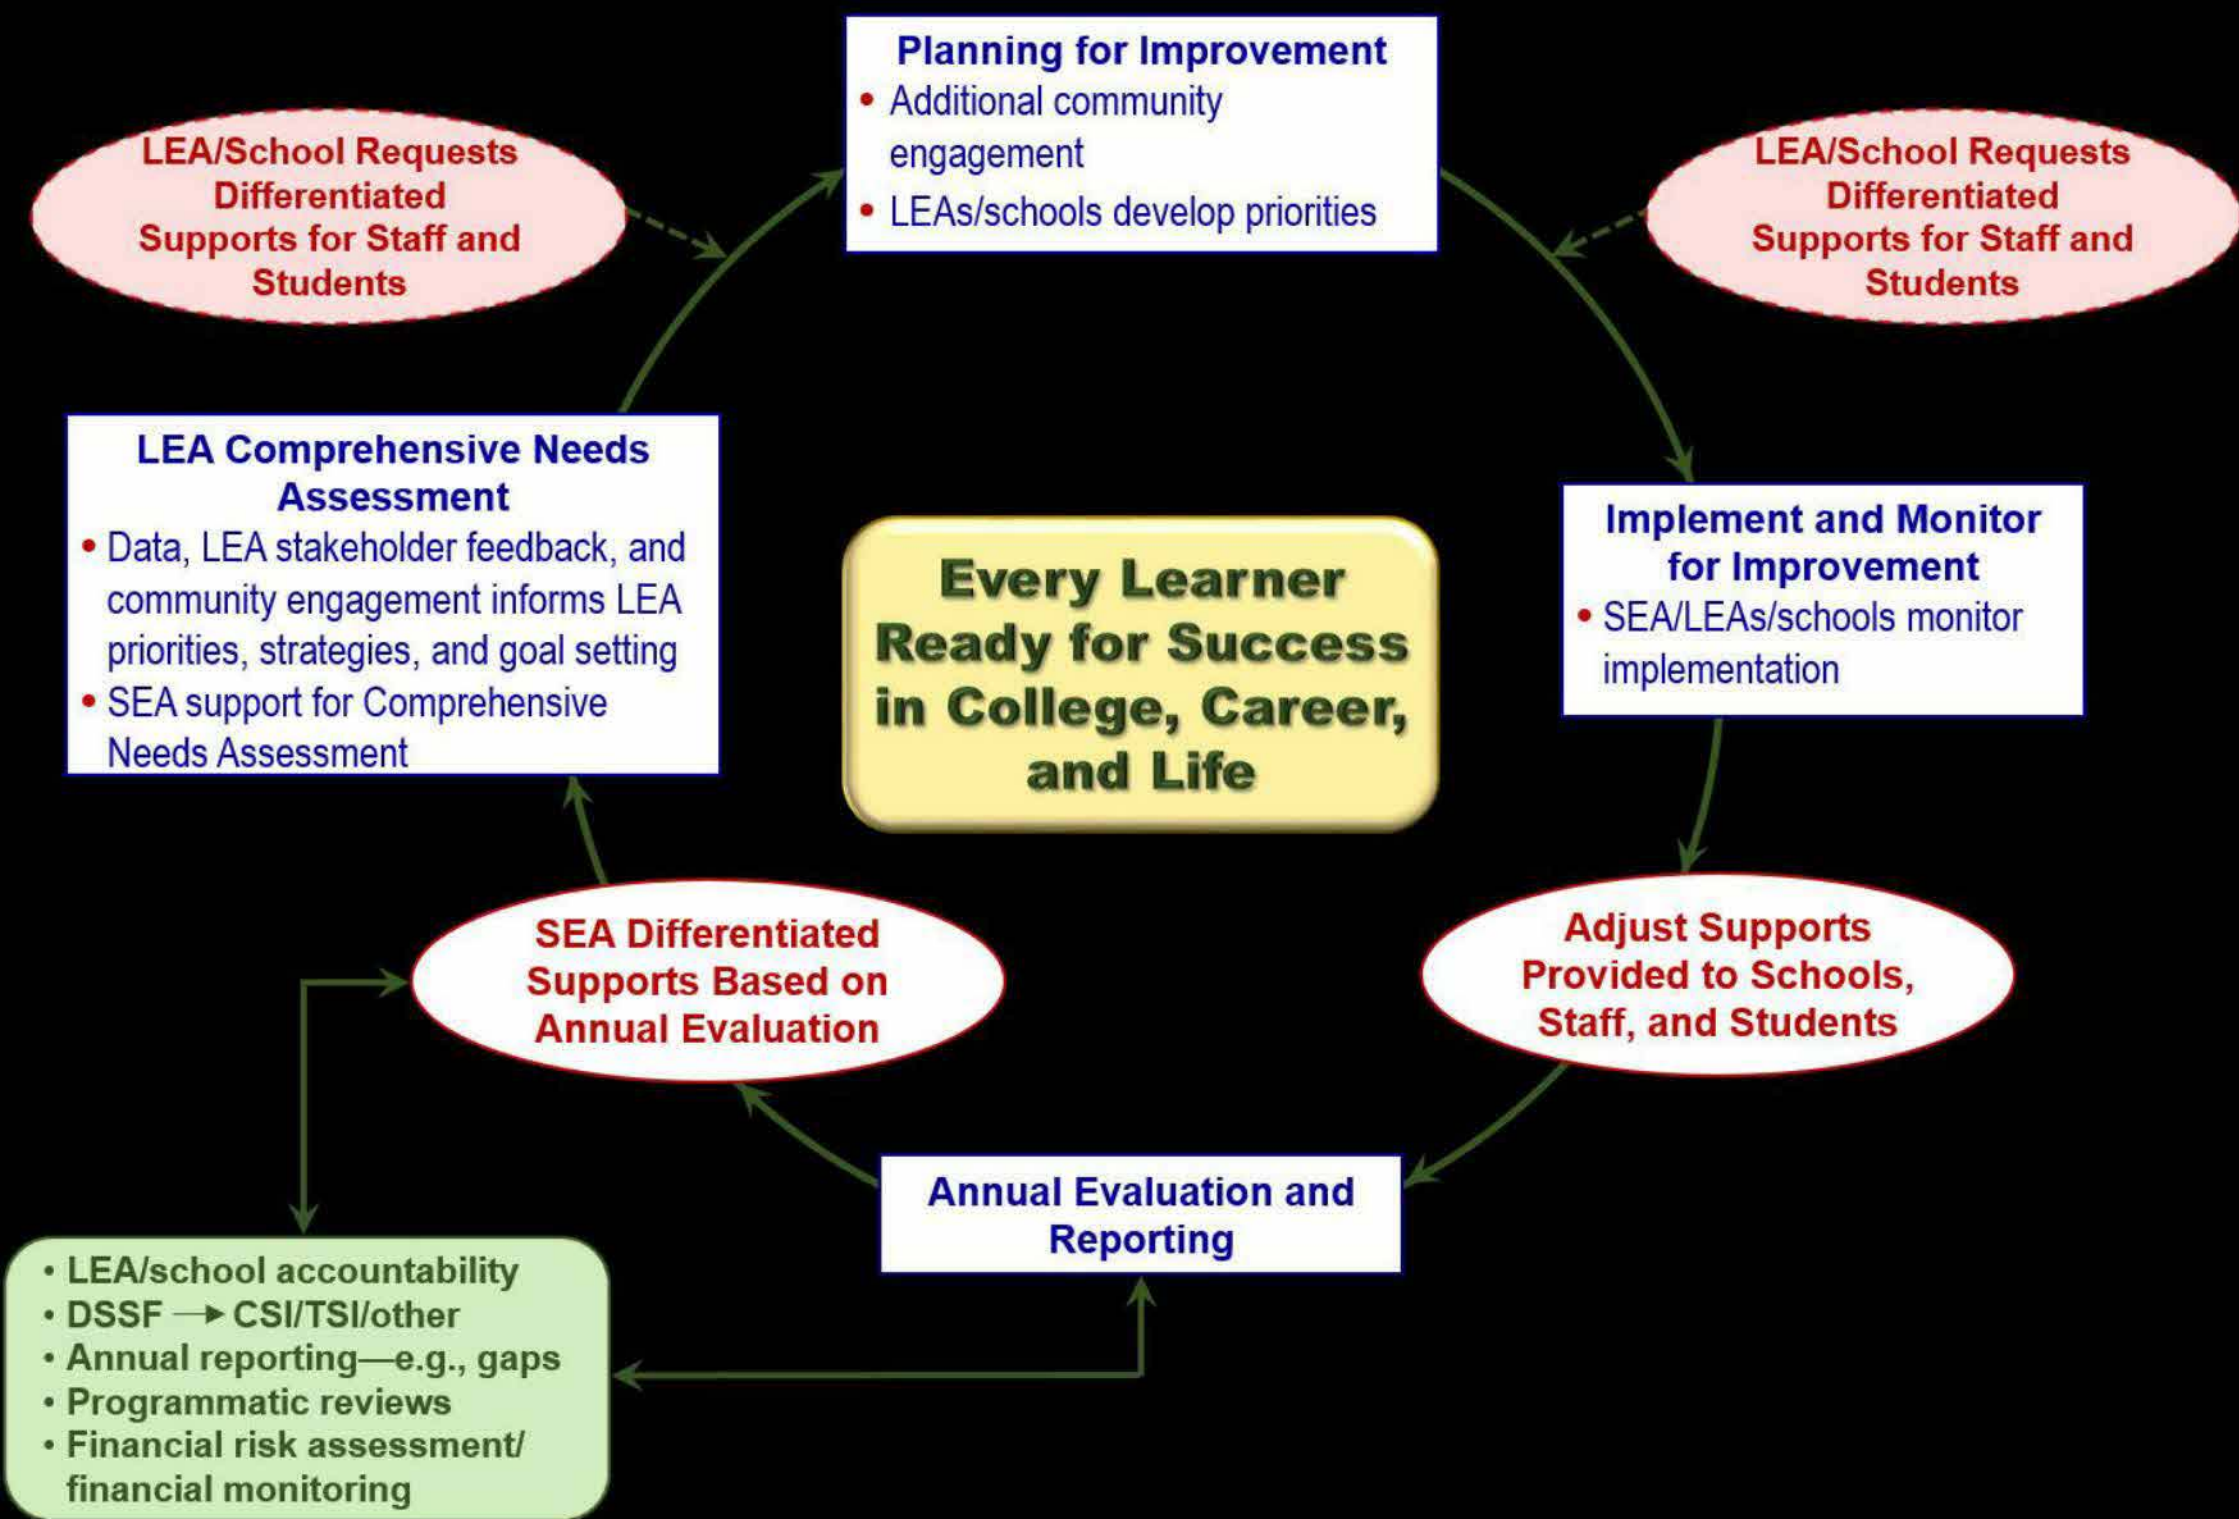 Planning for Improvement
• Additional community
engagement
• LEAs/schools develop priorities
LEA/School Requests
Differentiated
Supports for Staff and
Students
LEA/School Requests
Differentiated
Supports for Staff and
Students
LEA Comprehensive Needs
Assessment
• Data, LEA stakeholder feedback, and
community engagement informs LEA
priorities, strategies, and goal setting
• SEA support for Comprehensive
Needs Assessment
Every Learner
Ready for Success
in College, Career,
and Life
Implement and Monitor
for Improvement
• SEA/LEAs/schools monitor
implementation
SEA Differentiated
Supports Based on
Annual Evaluation
Adjust Supports
Provided to Schools,
Staff, and Students
Annual Evaluation and
Reporting
• LEA/school accountability
• DSSF → CSI/TSI/other
• Annual reporting—e.g., gaps
• Programmatic reviews
• Financial risk assessment/
financial monitoring